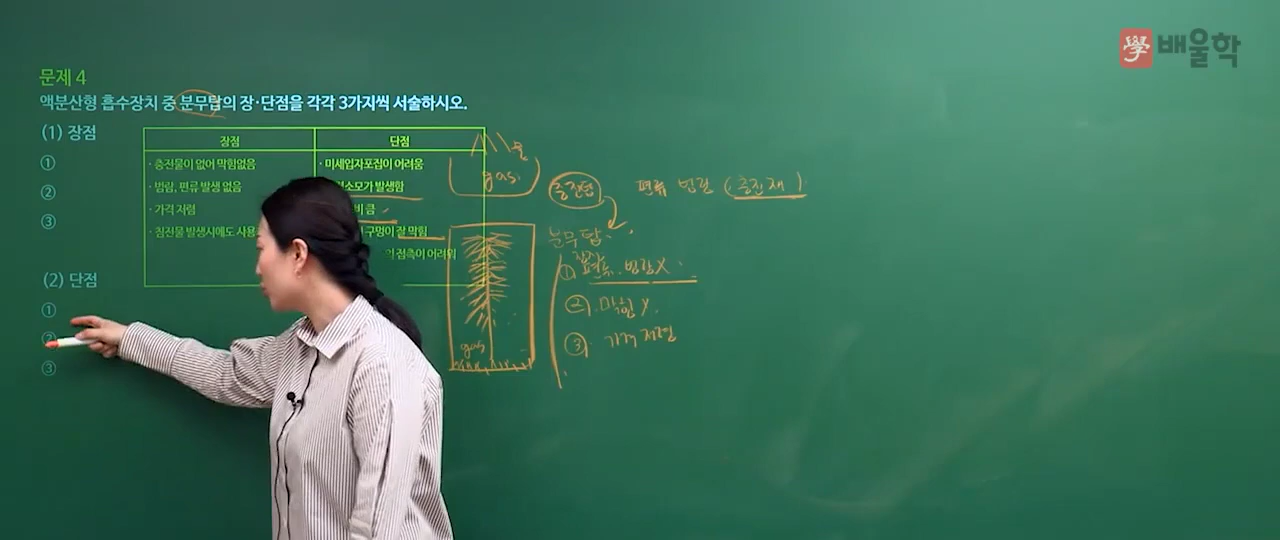 學 배울학
문제 4
액분산형 흡수장치 중 분무탑의 장·단점을 각각 3가지씩 서술하시오.
(1) 장점
①
②
③
(2) 단점
①
②
③
장점 단점
· 충전물이 없어 막힘없음 · 미세입자포집이 어려움
· 범람, 편류 발생 없음 소모가 발생함
· 가격 저렴 비 큼
· 침전물 발생시에도 사용 구멍이 잘 막힘
의 접촉이 어려워
물
gas
gas
충전탑 편류 범람 (충진재)
분무탑
① 편류. 범람 X
② 막힘 X.
③ 가격 저렴